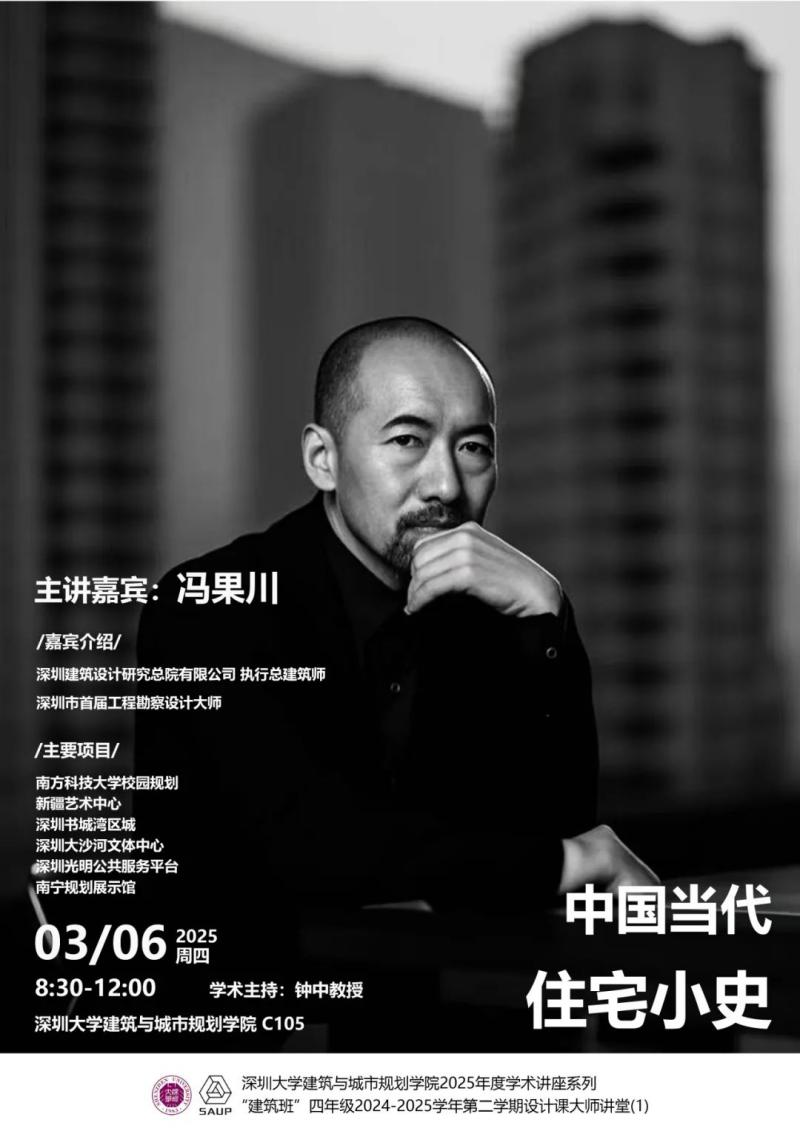 主讲嘉宾：冯果川
/嘉宾介绍/
深圳建筑设计研究总院有限公司 执行总建筑师
深圳市首届工程勘察设计大师
/主要项目/
南方科技大学校园规划
新疆艺术中心
深圳书城湾区城
深圳大沙河文体中心
深圳光明公共服务平台
南宁规划展示馆
中国当代
住宅小史
03/06 2025
周四
8:30-12:00 学术主持：钟中教授
深圳大学建筑与城市规划学院 C105
SAUP
深圳大学建筑与城市规划学院2025年度学术讲座系列
“建筑班”四年级2024-2025学年第二学期设计课大师讲堂(1)